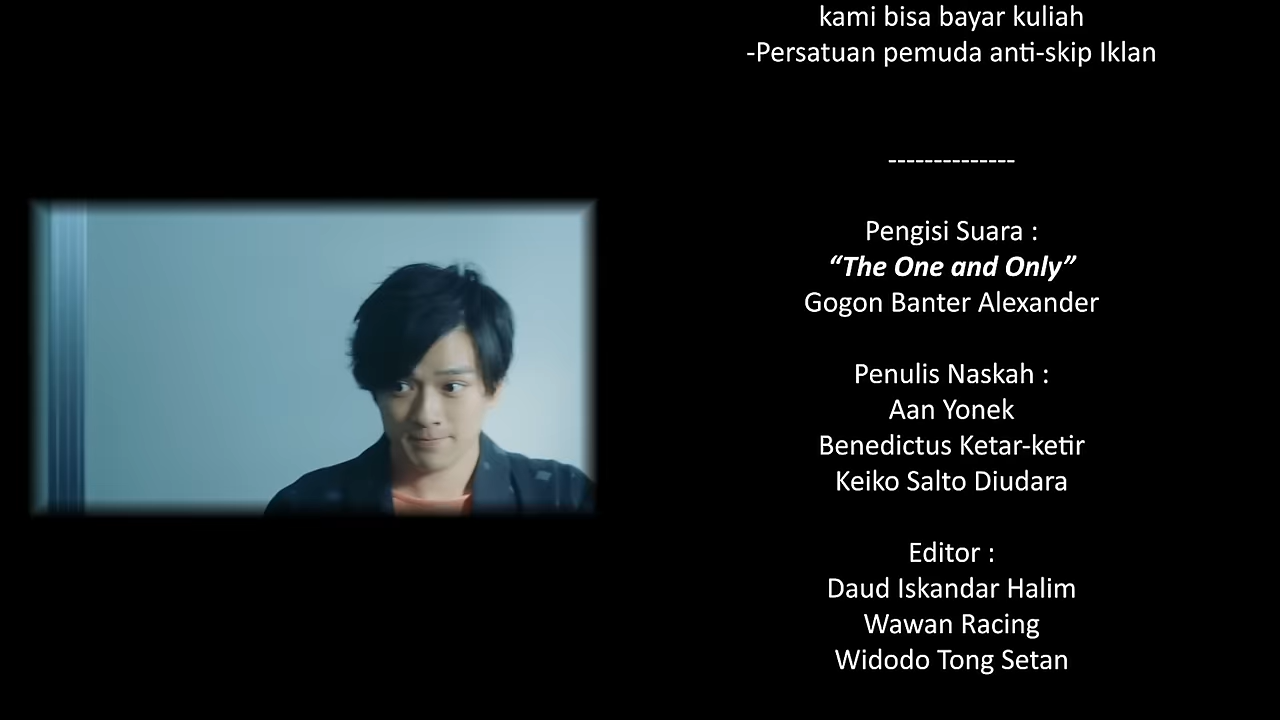 kami bisa bayar kuliah
-Persatuan pemuda anti-skip Iklan
--------------
Pengisi Suara :
“The One and Only”
Gogon Banter Alexander
Penulis Naskah :
Aan Yonek
Benedictus Ketar-ketir
Keiko Salto Diudara
Editor :
Daud Iskandar Halim
Wawan Racing
Widodo Tong Setan